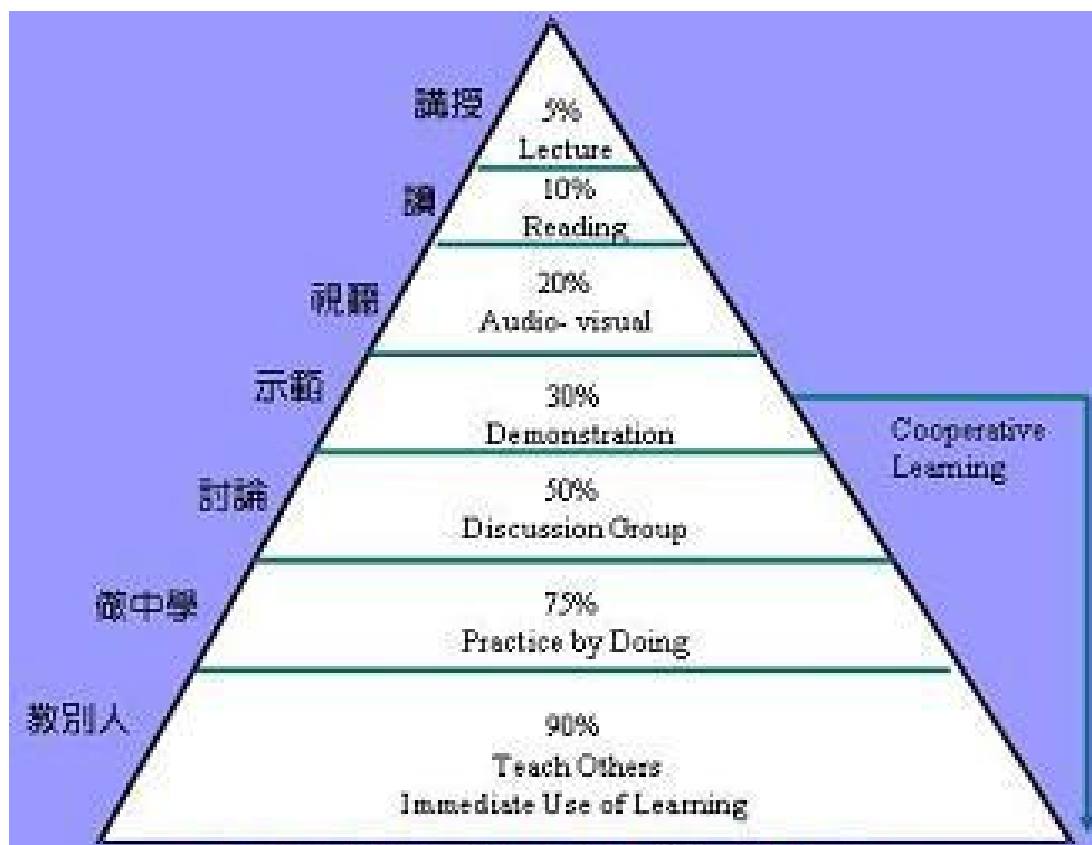 講授
5%
Lecture
讀
10%
Reading
視聽
20%
Audio- visual
示範
30%
Demonstration
Cooperative
Learning
討論
50%
Discussion Group
做中學
75%
Practice by Doing
教別人
90%
Teach Others
Immediate Use of Learning